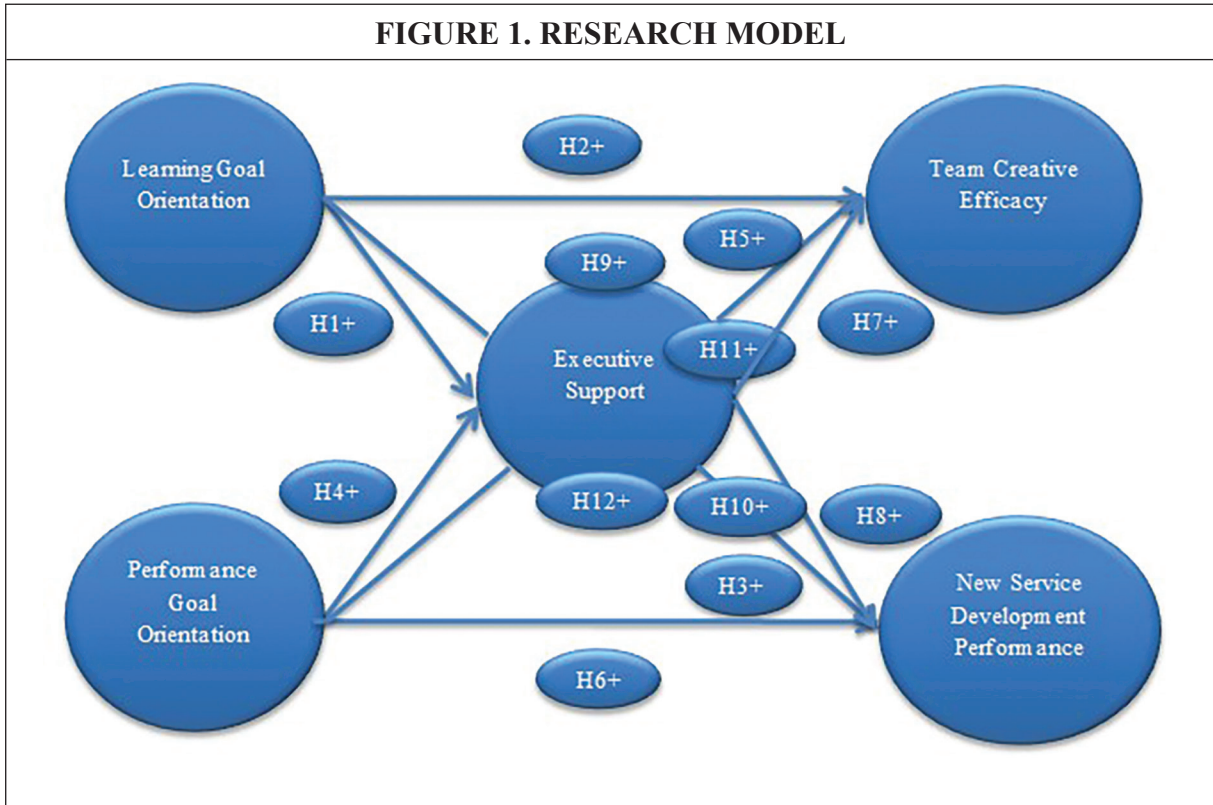 FIGURE 1. RESEARCH MODEL
Learning Goal
Orientation
H2+
Team Creative
Efficacy
H5+
H9+
H1+
H7+
H11+
Executive
Support
H4+
H12+
H10+
H8+
Performance
Goal
Orientation
H3+
New Service
Development
Performance
H6+